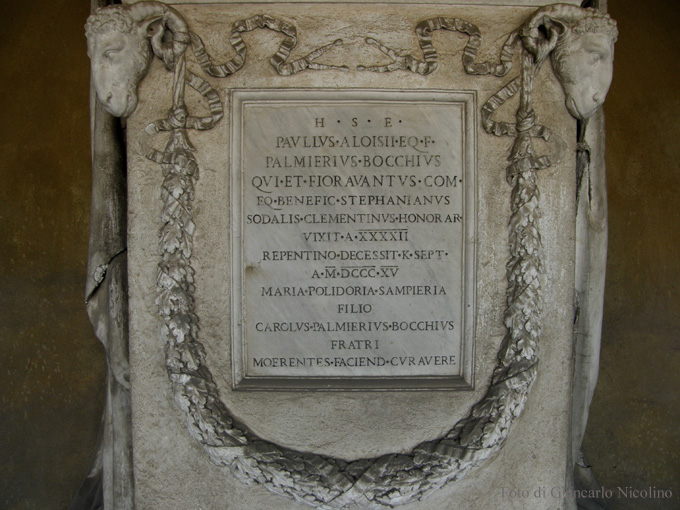 H · S · E ·
PAVLLVS · ALOISII · EQ · F ·
PALMIERIVS · BOCCHIVS
QVI · ET · FIORAVANTVS · COM ·
EQ · BENEFIC · STEPHANIANVS
SODALIS · CLEMENTINVS · HONORAR ·
VIXIT · A · XXXXII
REPENTINO · DECESSIT · K · SEPT ·
A · M · DCCC · XV
MARIA · POLIDORIA · SAMPIERIA
FILIO
CAROLVS · PALMIERIVS · BOCCHIVS
FRATRI
MOERENTES · FACIEND · CVRAVERE
Foto di Giancarlo Nicolino